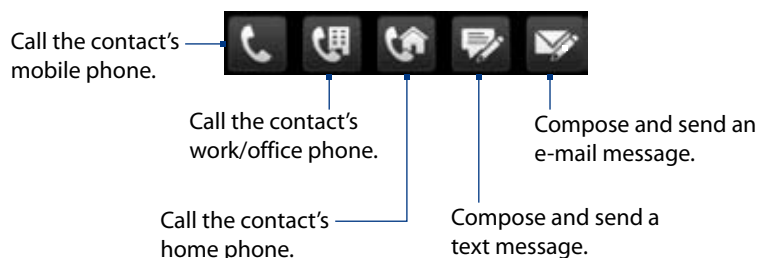 Call the contact's
mobile phone.
Call the contact's
work/office phone.
Compose and send an
e-mail message.
Call the contact's
home phone.
Compose and send a
text message.